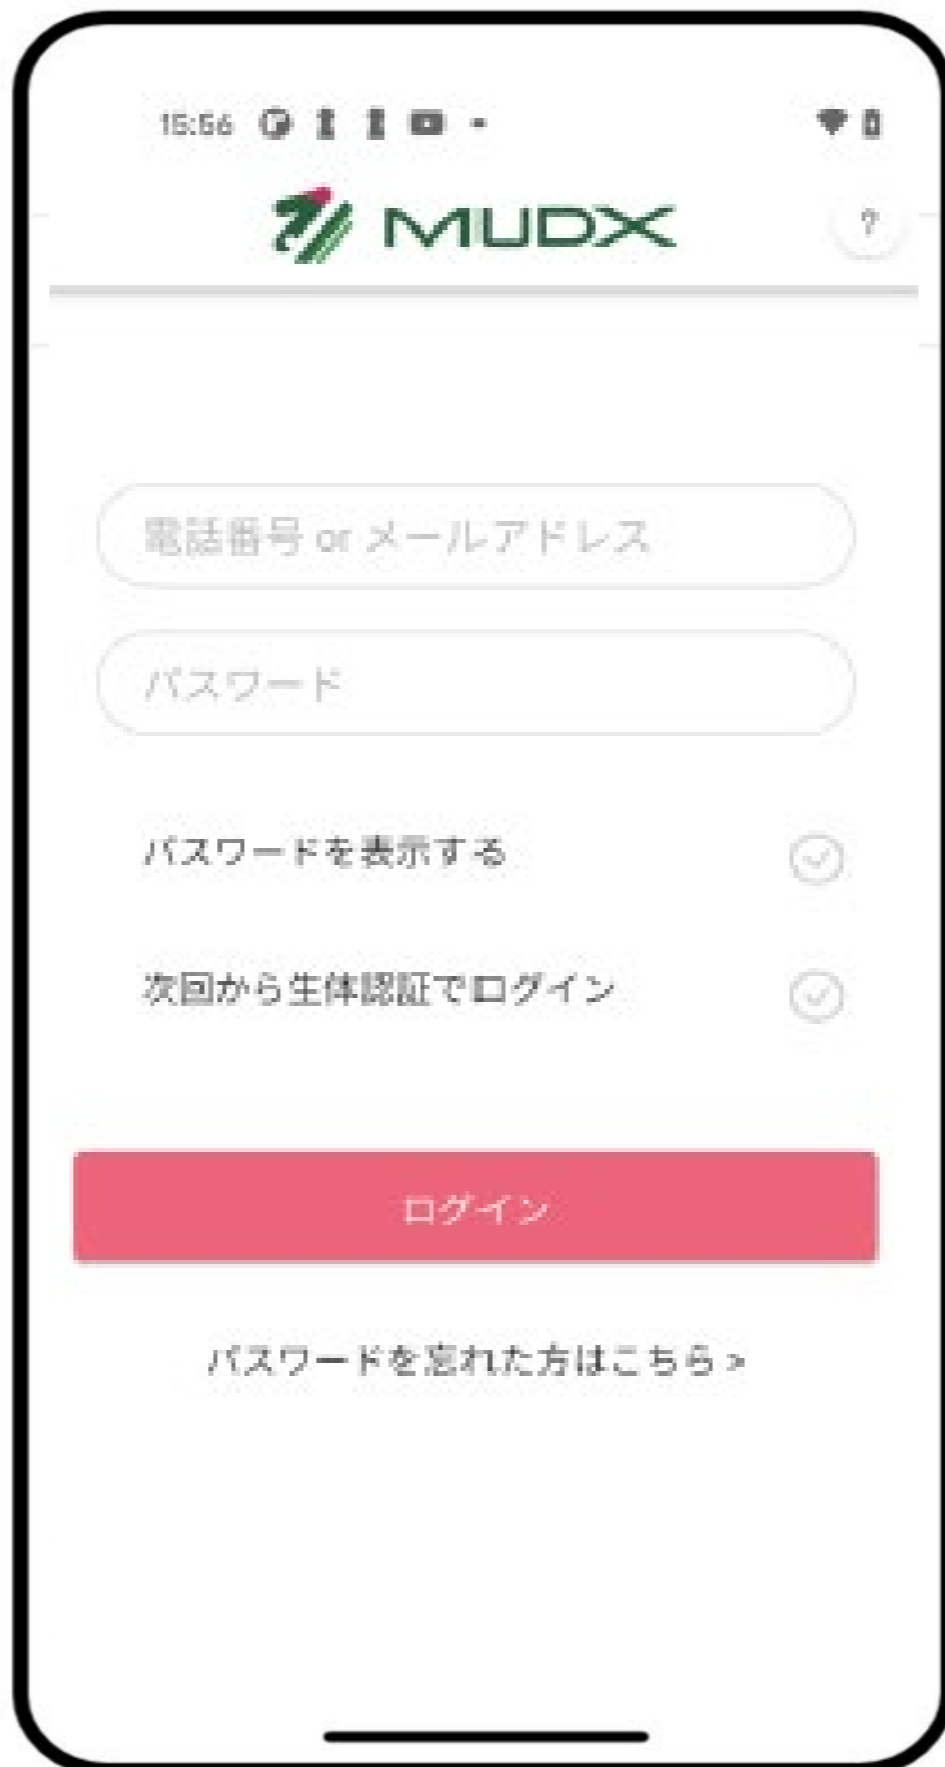 15:56
MUDX
?
電話番号 or メールアドレス
パスワード
パスワードを表示する
次回から生体認証でログイン
ログイン
パスワードを忘れた方はこちら >